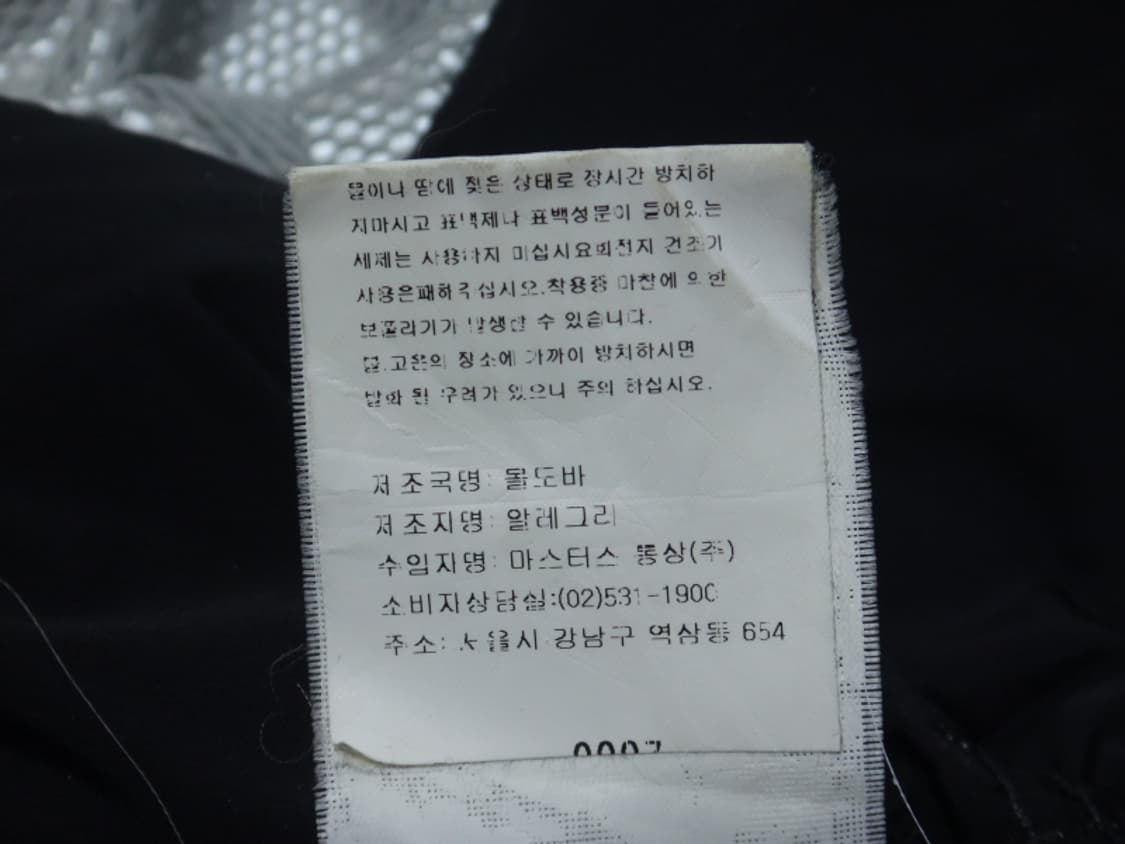 물이나 땀에 젖은 상태로 장시간 방치하
지마시고 표백제나 표백성분이 들어있는
세제는 사용하지 마십시요회전지 건조기
사용은패하주십시오.착용중 마찬에 의한
보풀라기가 발생할 수 있습니다.
물.고온의 장소에 가까이 방치하시면
발화 될 우려가 있으니 주의 하십시오.
제조국명: 몰도바
제조자명: 알레그리
수입자명: 마스터스 통상(주)
소비자상담실:(02)531-1900
주소: 서울시 강남구 역삼동 654